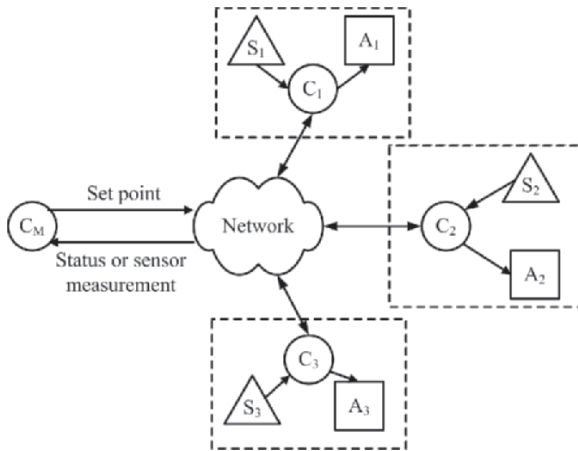 S1
A1
C1
Set point
CM
Network
Status or sensor
measurement
S2
C2
A2
C3
S3
A3